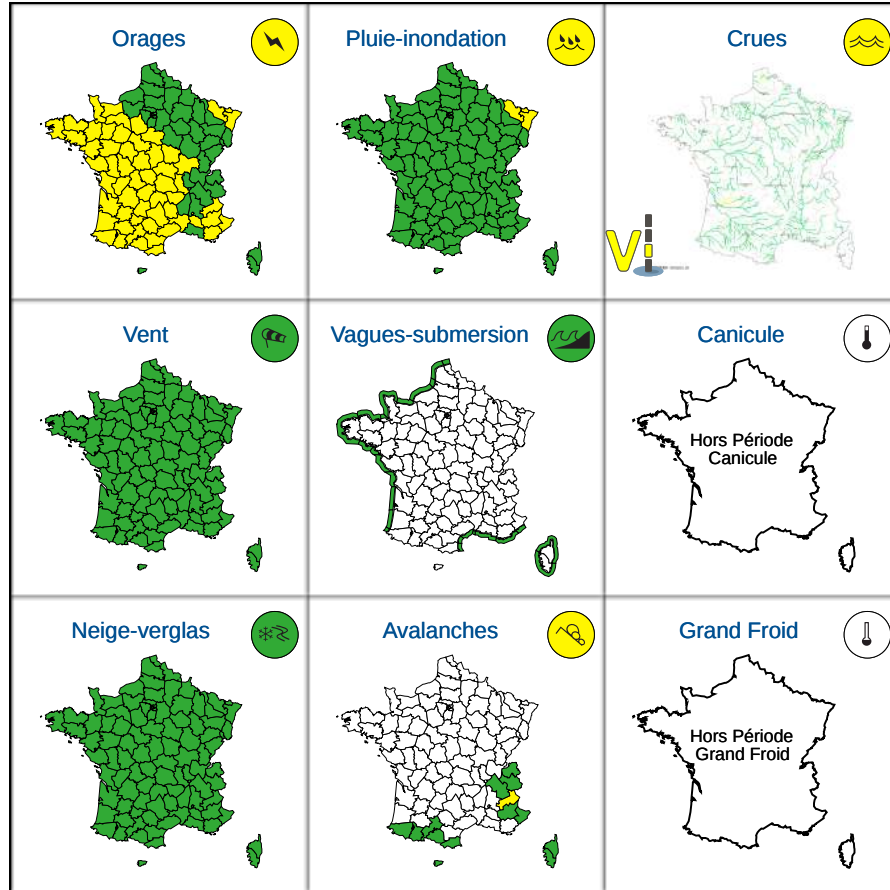 Orages
Pluie-inondation
Crues
Vi
Vent
Vagues-submersion
Canicule
Hors Période
Canicule
Neige-verglas
Avalanches
Grand Froid
Hors Période
Grand Froid